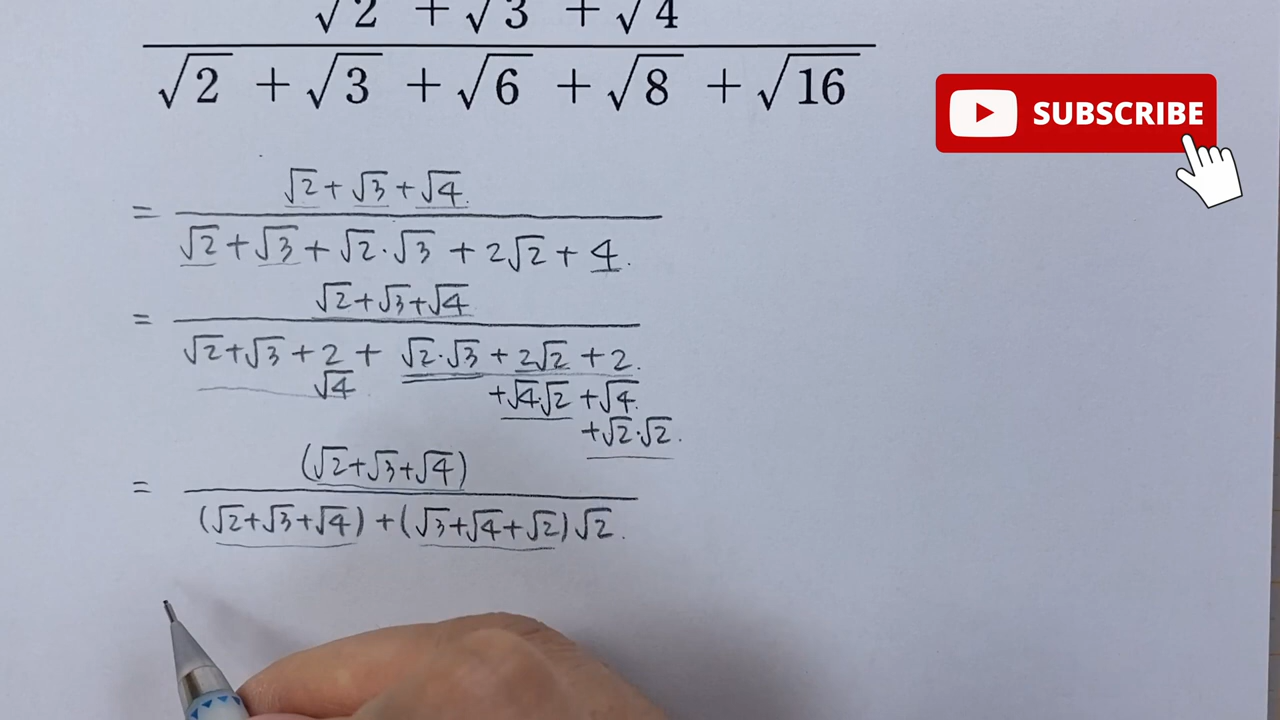 √2 + √3 + √4
√2 + √3 + √6 + √8 + √16
SUBSCRIBE
= √2 + √3 + √4
√2 + √3 + √2·√3 + 2√2 + 4.
= √2+√3+√4
√2+√3+2+ √2·√3 + 2√2 + 2.
√4 +√4√2 +√4.
+√2·√2.
= (√2+√3+√4)
(√2+√3+√4)+(√3+√4+√2)√2.